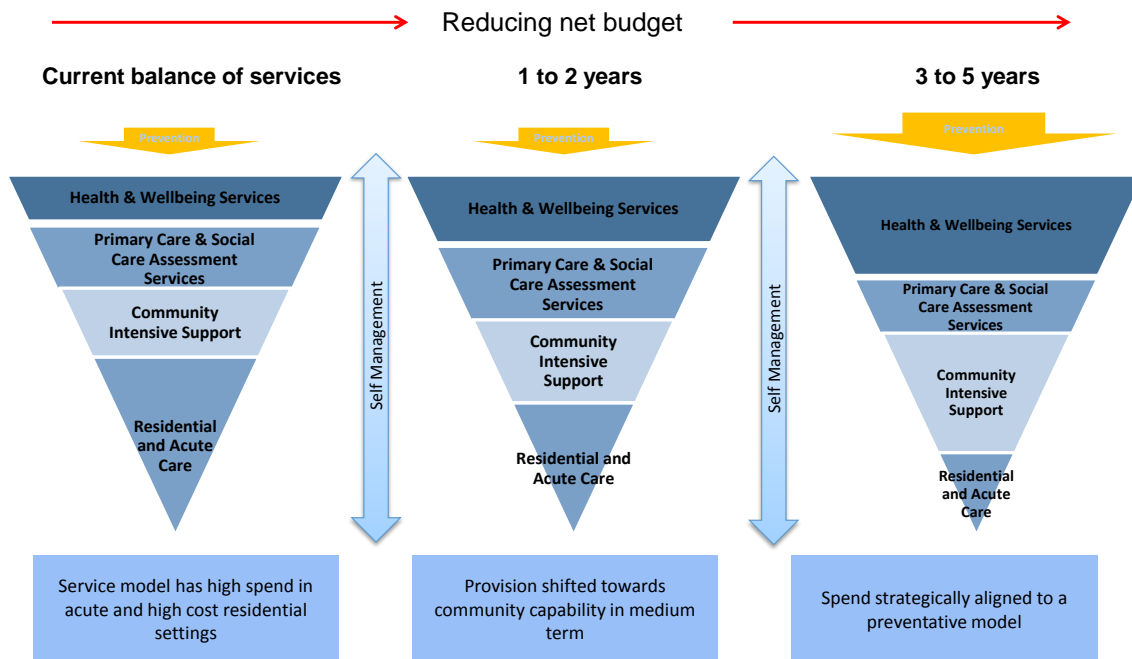 Reducing net budget
Current balance of services
1 to 2 years
3 to 5 years
Prevention
Prevention
Prevention
Health & Wellbeing Services
Primary Care & Social
Care Assessment
Services
Community
Intensive Support
Residential
and Acute
Care
Self Management
Health & Wellbeing Services
Primary Care & Social
Care Assessment
Services
Community
Intensive
Support
Residential and
Acute Care
Self Management
Health & Wellbeing Services
Primary Care & Social
Care Assessment
Services
Community
Intensive
Support
Residential
and Acute
Care
Service model has high spend in
acute and high cost residential
settings
Provision shifted towards
community capability in medium
term
Spend strategically aligned to a
preventative model